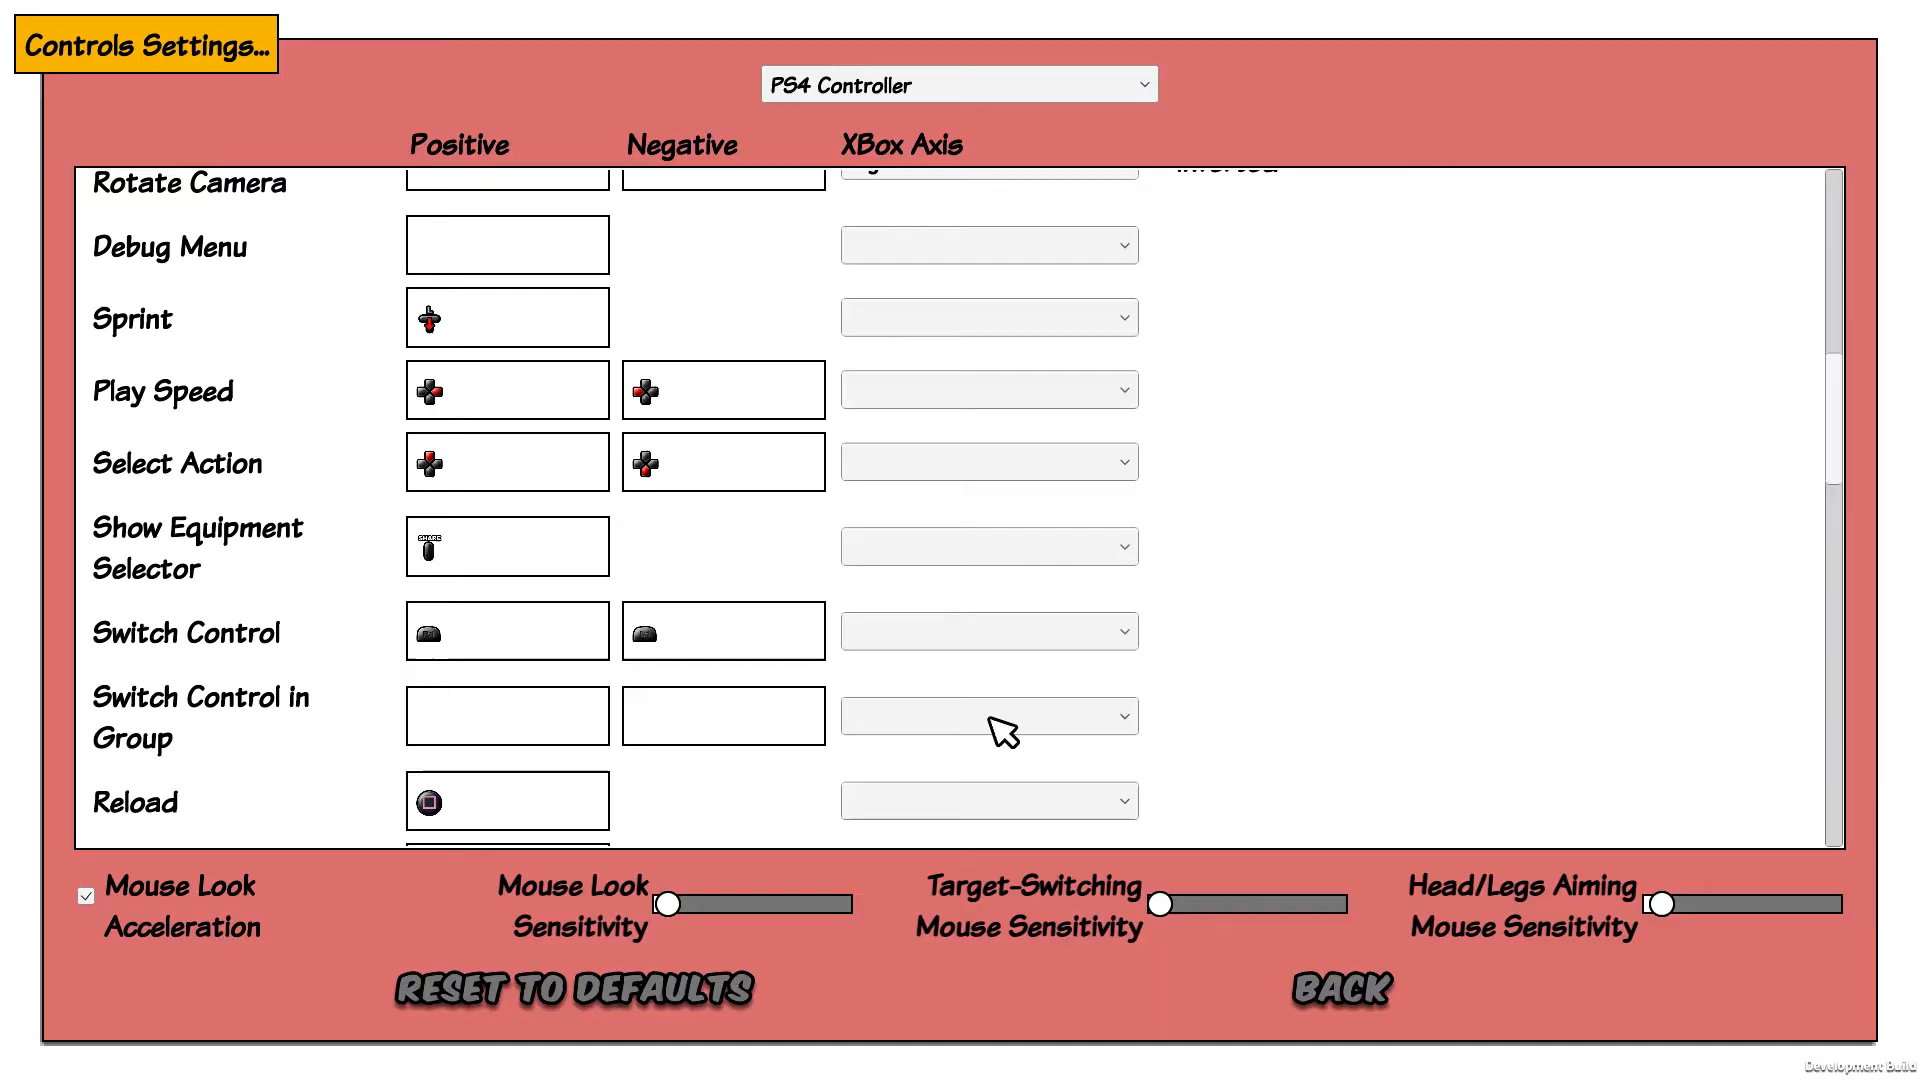 Controls Settings...
PS4 Controller
Positive Negative XBox Axis
Rotate Camera
Debug Menu
Sprint
Play Speed
Select Action
Show Equipment
Selector
SHARE
Switch Control
Switch Control in
Group
Reload
Mouse Look
Acceleration
Mouse Look
Sensitivity
Target-Switching
Mouse Sensitivity
Head/Legs Aiming
Mouse Sensitivity
RESET TO DEFAULTS
BACK
Development Build